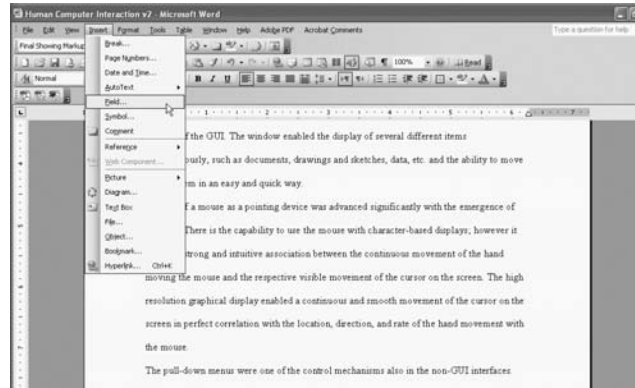 Human Computer Interaction v7 - Microsoft Word
File Edit View Insert Format Tools Table Window Help Adobe PDF Acrobat Comments
Type a question for help
Final Showing Markup
100% Read
Normal
Break...
Page Numbers...
Date and Time...
AutoText
Field...
Symbol...
Comment
Reference
Web Component...
Picture
Diagram...
Text Box
File...
Object...
Bookmark...
Hyperlink... Ctrl+K
1 2 3 4 5 6 7
f the GUI. The window enabled the display of several different items
ously, such as documents, drawings and sketches, data, etc. and the ability to move
em in an easy and quick way.
f a mouse as a pointing device was advanced significantly with the emergence of
There is the capability to use the mouse with character-based displays; however it
trong and intuitive association between the continuous movement of the hand
moving the mouse and the respective visible movement of the cursor on the screen. The high
resolution graphical display enabled a continuous and smooth movement of the cursor on the
screen in perfect correlation with the location, direction, and rate of the hand movement with
the mouse.
The pull-down menus were one of the control mechanisms also in the non-GUI interfaces.